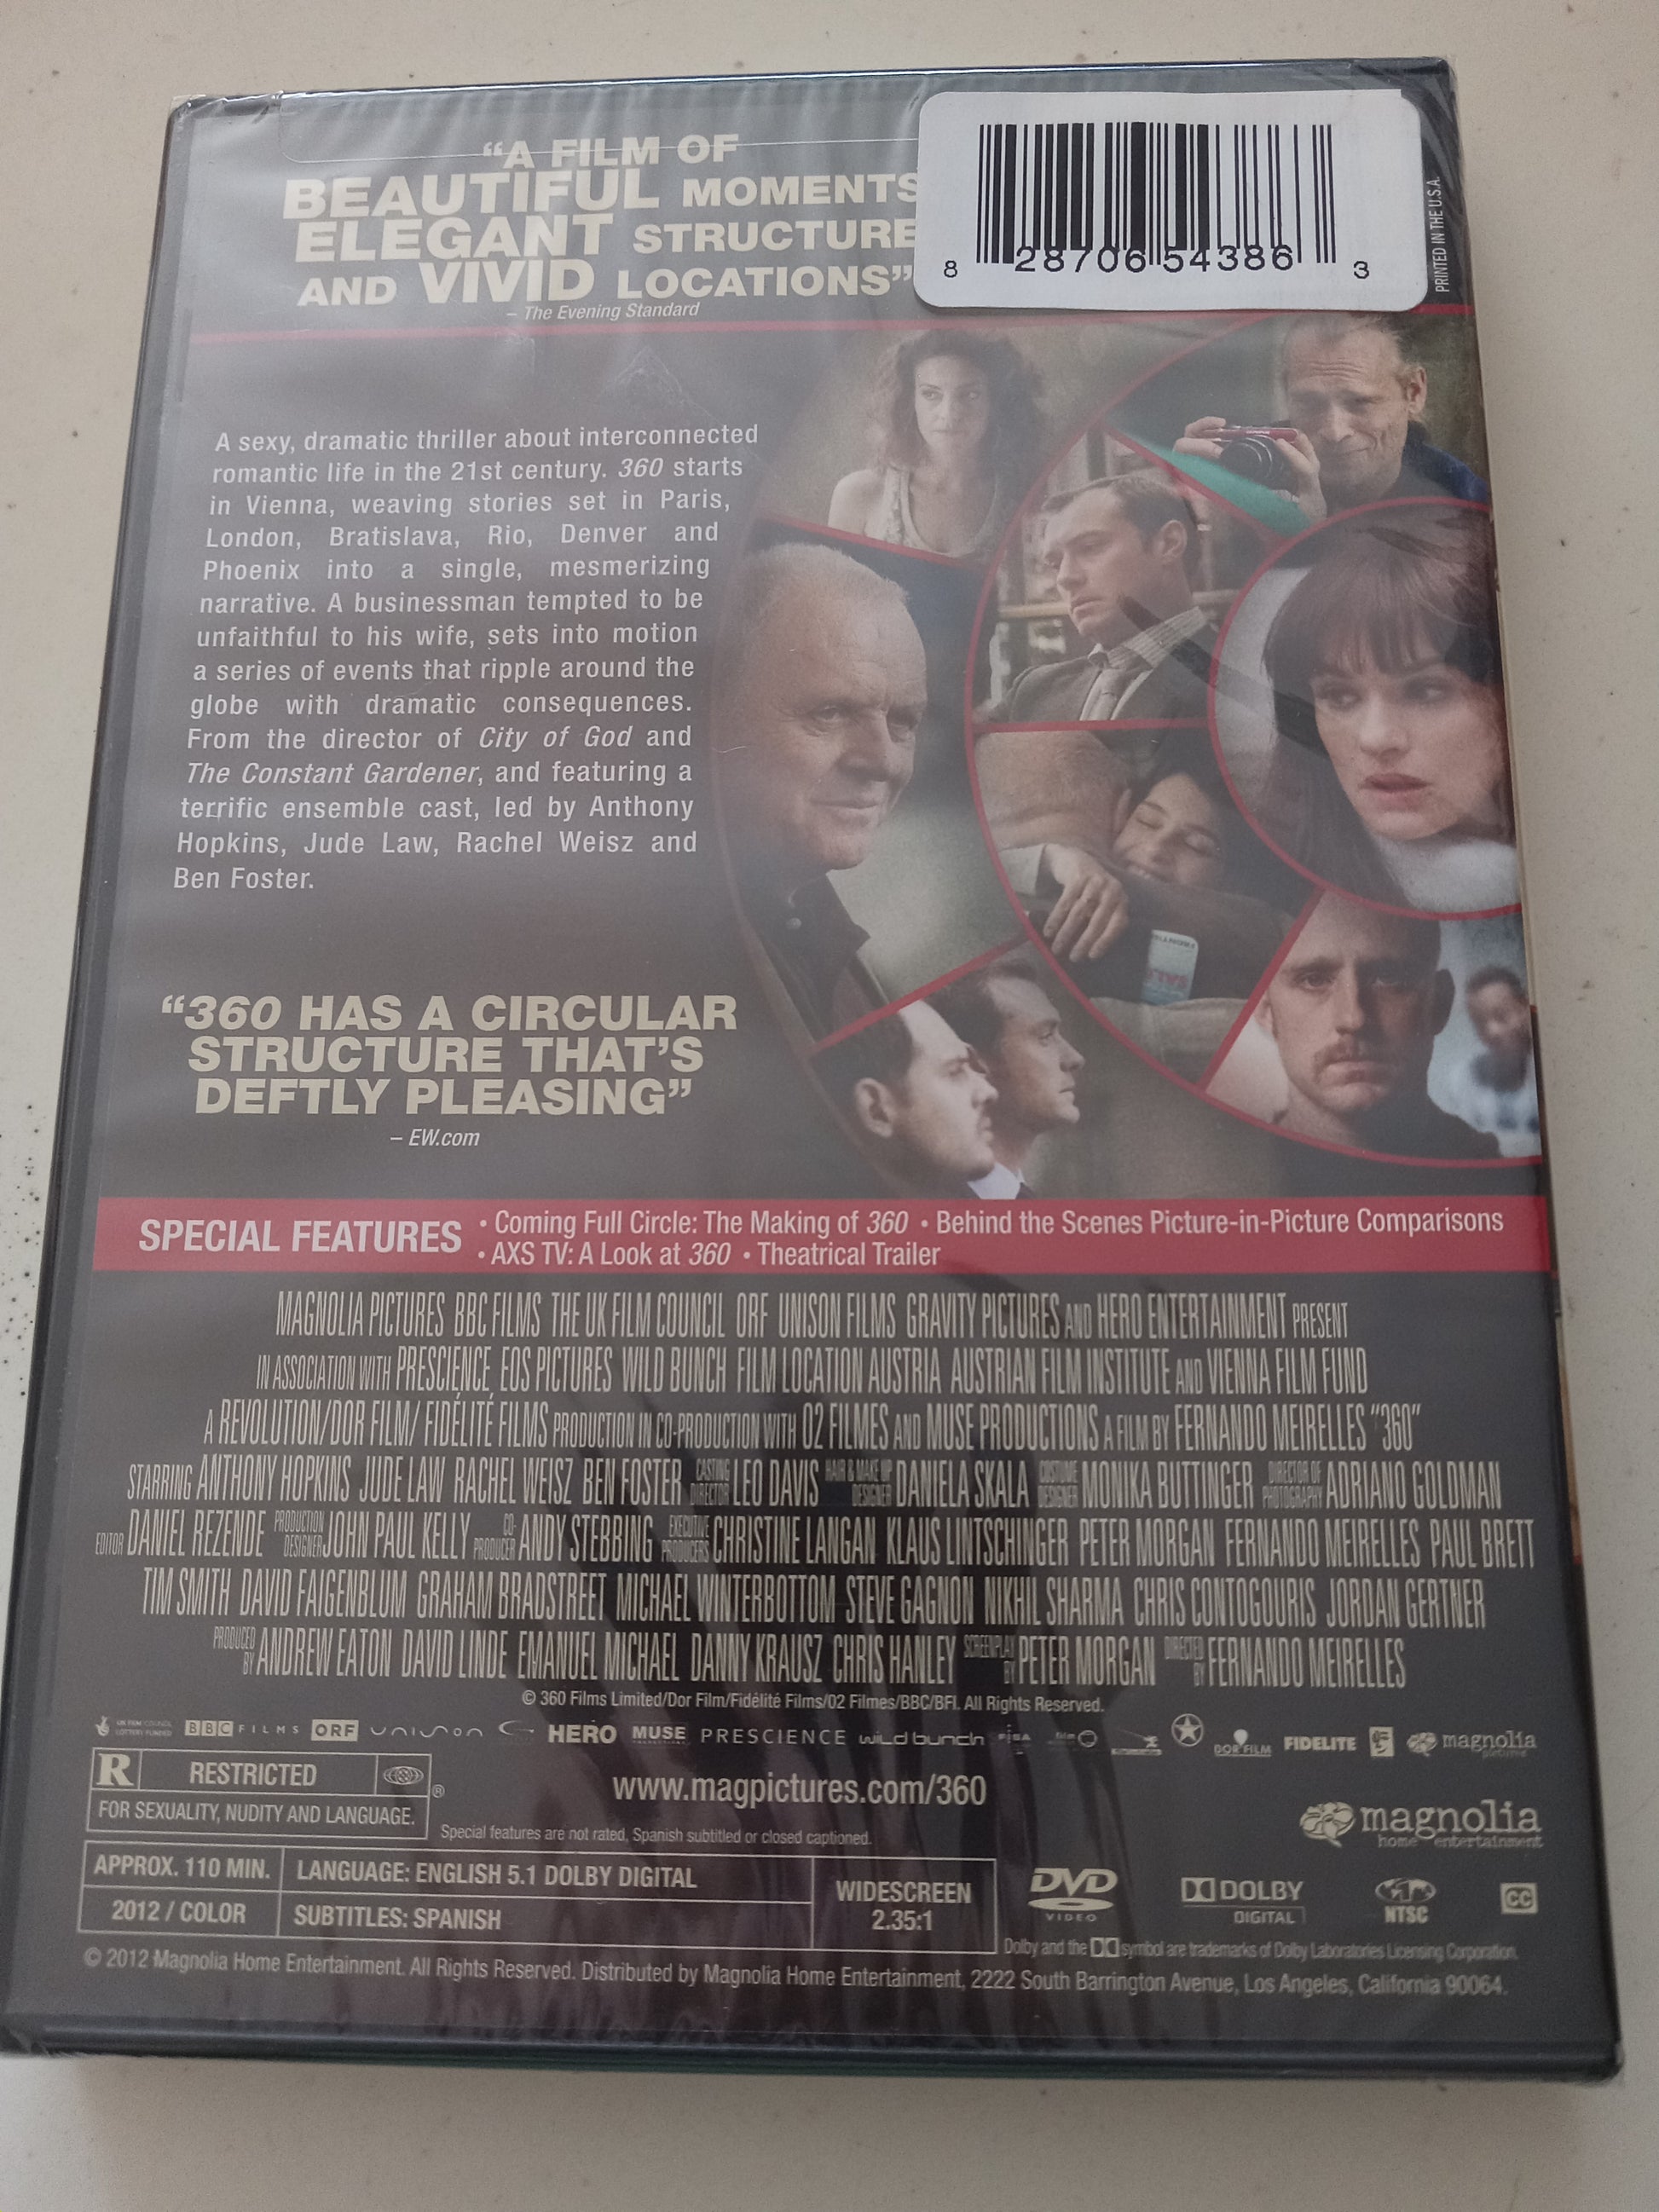 “A FILM OF
BEAUTIFUL MOMENTS
ELEGANT STRUCTURE
AND VIVID LOCATIONS”
– The Evening Standard
8 28706 54386 3
PRINTED IN THE U.S.A.
A sexy, dramatic thriller about interconnected
romantic life in the 21st century. 360 starts
in Vienna, weaving stories set in Paris,
London, Bratislava, Rio, Denver and
Phoenix into a single, mesmerizing
narrative. A businessman tempted to be
unfaithful to his wife, sets into motion
a series of events that ripple around the
globe with dramatic consequences.
From the director of City of God and
The Constant Gardener, and featuring a
terrific ensemble cast, led by Anthony
Hopkins, Jude Law, Rachel Weisz and
Ben Foster.
“360 HAS A CIRCULAR
STRUCTURE THAT’S
DEFTLY PLEASING”
– EW.com
SPECIAL FEATURES
• Coming Full Circle: The Making of 360 • Behind the Scenes Picture-in-Picture Comparisons
• AXS TV: A Look at 360 • Theatrical Trailer
MAGNOLIA PICTURES BBC FILMS THE UK FILM COUNCIL ORF UNISON FILMS GRAVITY PICTURES AND HERO ENTERTAINMENT PRESENT
IN ASSOCIATION WITH PRESCIENCE EOS PICTURES WILD BUNCH FILM LOCATION AUSTRIA AUSTRIAN FILM INSTITUTE AND VIENNA FILM FUND
A REVOLUTION/DOR FILM/ FIDÉLITÉ FILMS PRODUCTION IN CO-PRODUCTION WITH O2 FILMES AND MUSE PRODUCTIONS A FILM BY FERNANDO MEIRELLES "360"
STARRING ANTHONY HOPKINS JUDE LAW RACHEL WEISZ BEN FOSTER CASTING DIRECTOR LEO DAVIS HAIR & MAKE UP DESIGNER DANIELA SKALA COSTUME DESIGNER MONIKA BUTTINGER DIRECTOR OF PHOTOGRAPHY ADRIANO GOLDMAN
EDITOR DANIEL REZENDE PRODUCTION DESIGNER JOHN PAUL KELLY CO-PRODUCER ANDY STEBBING EXECUTIVE PRODUCERS CHRISTINE LANGAN KLAUS LINTSCHINGER PETER MORGAN FERNANDO MEIRELLES PAUL BRETT
TIM SMITH DAVID FAIGENBLUM GRAHAM BRADSTREET MICHAEL WINTERBOTTOM STEVE GAGNON NIKHIL SHARMA CHRIS CONTOGOURIS JORDAN GERTNER
PRODUCED BY ANDREW EATON DAVID LINDE EMANUEL MICHAEL DANNY KRAUSZ CHRIS HANLEY SCREENPLAY BY PETER MORGAN DIRECTED BY FERNANDO MEIRELLES
© 360 Films Limited/Dor Film/Fidélité Films/02 Filmes/BBC/BFI. All Rights Reserved.
UK FILM COUNCIL LOTTERY FUNDED BBC FILMS ORF unison HERO MUSE PRESCIENCE wild bunch DOR FILM FIDELITE magnolia pictures
R RESTRICTED ®
FOR SEXUALITY, NUDITY AND LANGUAGE.
www.magpictures.com/360
Special features are not rated, Spanish subtitled or closed captioned.
magnolia
home entertainment
APPROX. 110 MIN. LANGUAGE: ENGLISH 5.1 DOLBY DIGITAL
2012 / COLOR SUBTITLES: SPANISH
WIDESCREEN
2.35:1
DVD
VIDEO
DOLBY
DIGITAL
NTSC
CC
Dolby and the symbol are trademarks of Dolby Laboratories Licensing Corporation.
© 2012 Magnolia Home Entertainment. All Rights Reserved. Distributed by Magnolia Home Entertainment, 2222 South Barrington Avenue, Los Angeles, California 90064.